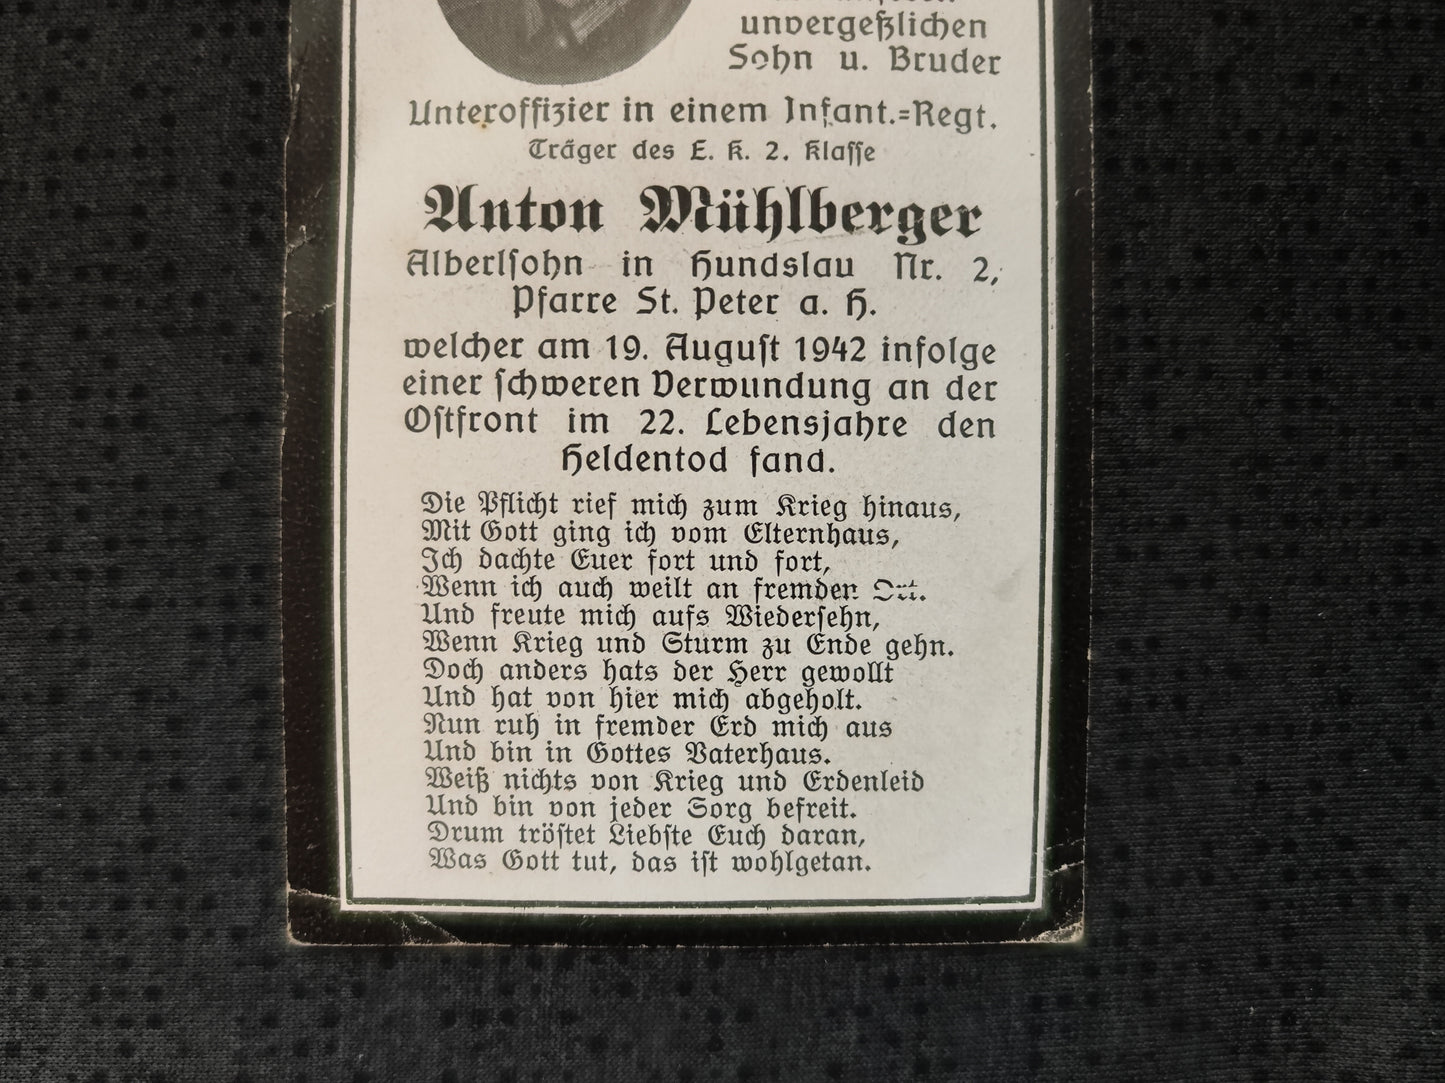 unvergeßlichen
Sohn u. Bruder
Unteroffizier in einem Infant.=Regt.
Träger des E. K. 2. Klasse
Anton Mühlberger
Alberlsohn in Hundslau Nr. 2,
Pfarre St. Peter a. H.
welcher am 19. August 1942 infolge
einer schweren Verwundung an der
Ostfront im 22. Lebensjahre den
Heldentod fand.
Die Pflicht rief mich zum Krieg hinaus,
Mit Gott ging ich vom Elternhaus,
Ich dachte Euer fort und fort,
Wenn ich auch weilt an fremden Ort.
Und freute mich aufs Wiedersehn,
Wenn Krieg und Sturm zu Ende gehn.
Doch anders hats der Herr gewollt
Und hat von hier mich abgeholt.
Nun ruh in fremder Erd mich aus
Und bin in Gottes Vaterhaus.
Weiß nichts von Krieg und Erdenleid
Und bin von jeder Sorg befreit.
Drum tröstet Liebste Euch daran,
Was Gott tut, das ist wohlgetan.